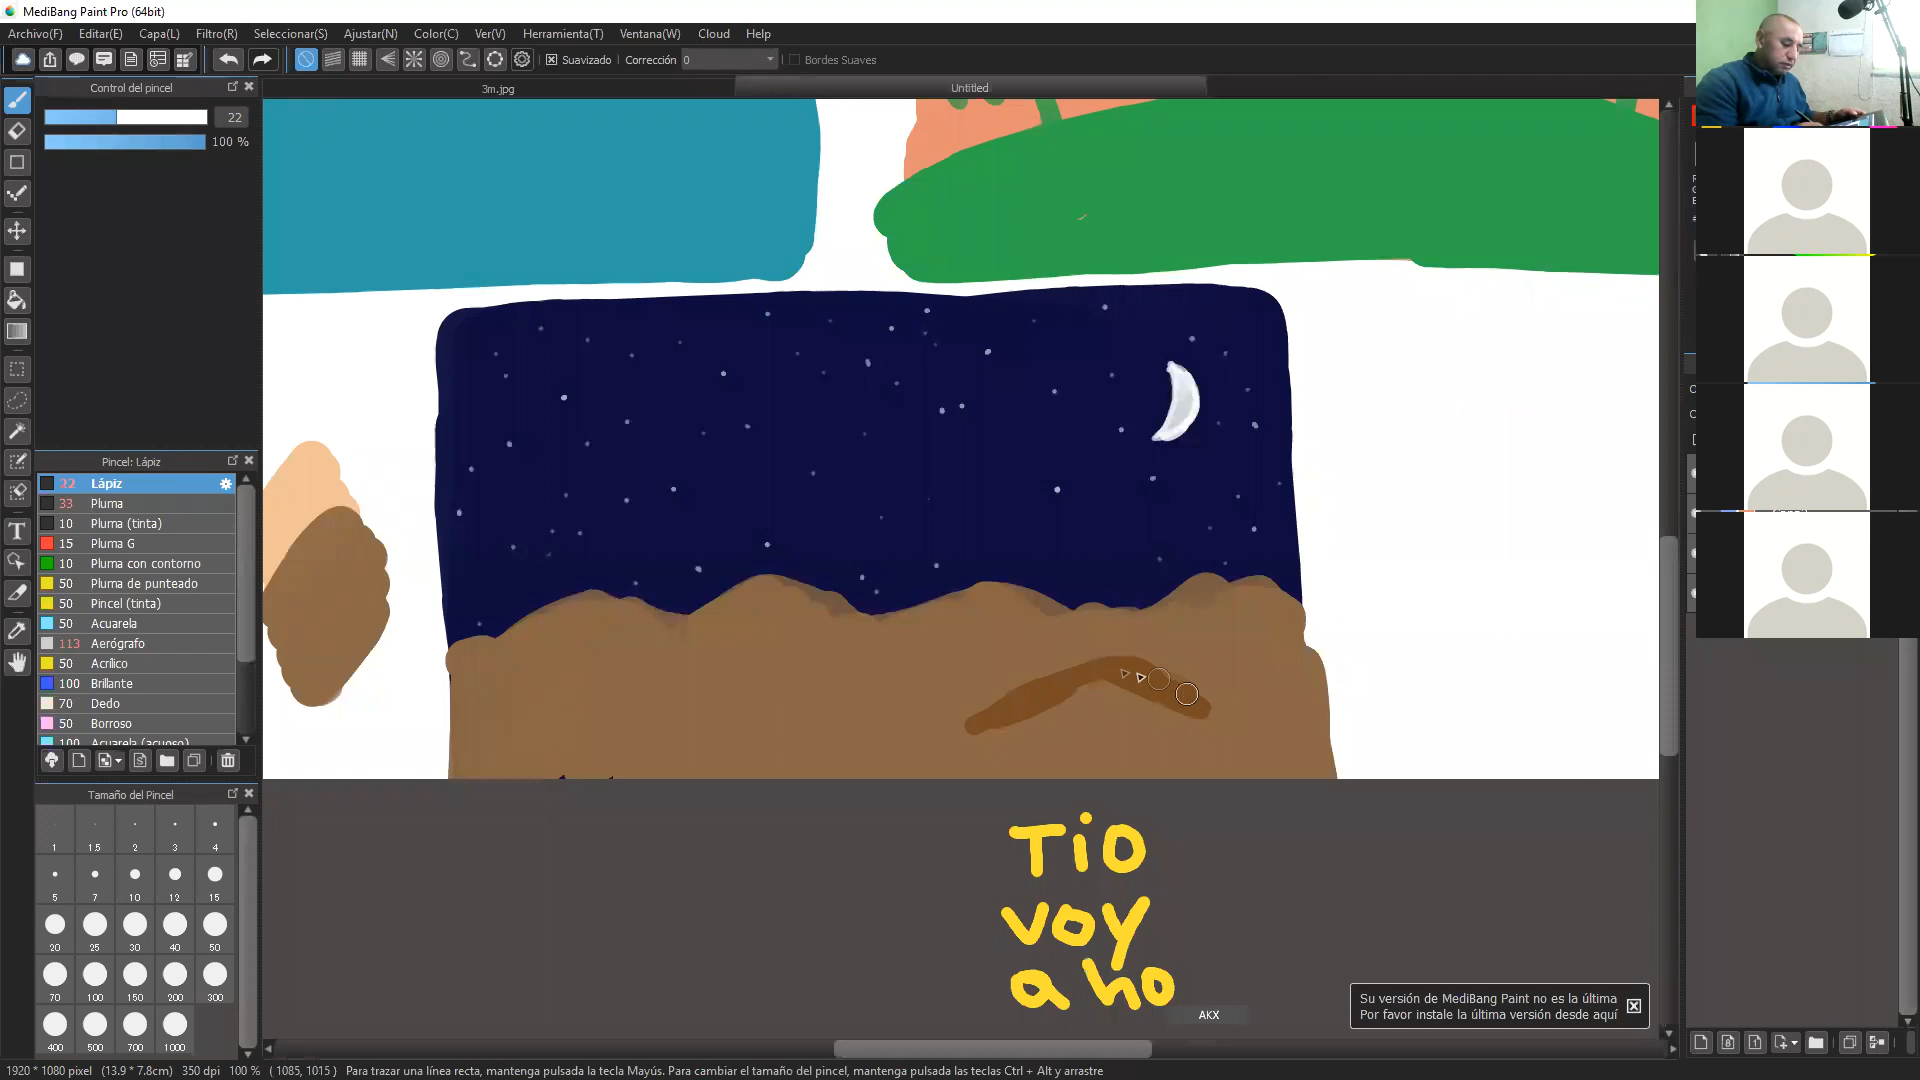 MediBang Paint Pro (64bit)
Archivo(F) Editar(E) Capa(L) Filtro(R) Seleccionar(S) Ajustar(N) Color(C) Ver(V) Herramienta(T) Ventana(W) Cloud Help
Suavizado Corrección 0 Bordes Suaves
Control del pincel
3m.jpg Untitled
22
100 %
Pincel: Lápiz
22 Lápiz
33 Pluma
10 Pluma (tinta)
15 Pluma G
10 Pluma con contorno
50 Pluma de punteado
50 Pincel (tinta)
50 Acuarela
113 Aerógrafo
50 Acrílico
100 Brillante
70 Dedo
50 Borroso
100 Acuarela (acuoso)
Tamaño del Pincel
1 1.5 2 3 4
5 7 10 12 15
20 25 30 40 50
70 100 150 200 300
400 500 700 1000
Tio
voy
a ho
AKX
Su versión de MediBang Paint no es la última
Por favor instale la última versión desde aquí
1920 * 1080 pixel (13.9 * 7.8cm) 350 dpi 100 % ( 1085, 1015 ) Para trazar una línea recta, mantenga pulsada la tecla Mayús. Para cambiar el tamaño del pincel, mantenga pulsadas las teclas Ctrl + Alt y arrastre